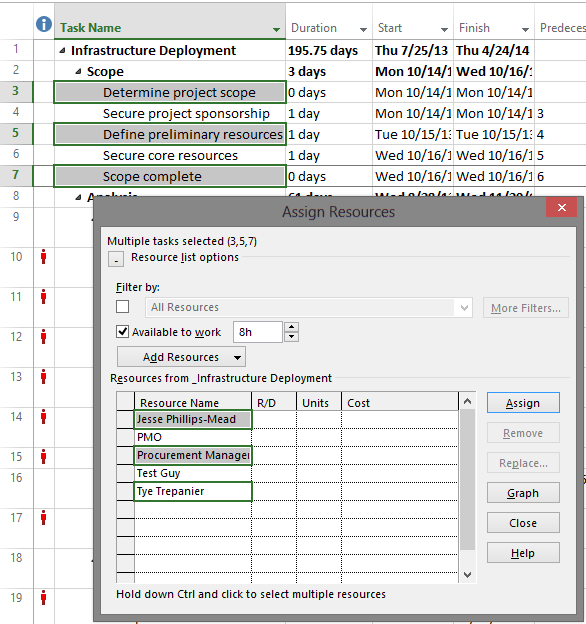 Task Name Duration Start Finish Predeces
1 Infrastructure Deployment 195.75 days Thu 7/25/13 Thu 4/24/14
2 Scope 3 days Mon 10/14/1 Wed 10/16/1
3 Determine project scope 0 days Mon 10/14/1 Mon 10/14/1
4 Secure project sponsorship 1 day Mon 10/14/1 Mon 10/14/1 3
5 Define preliminary resources 1 day Tue 10/15/1 Tue 10/15/1 4
6 Secure core resources 1 day Wed 10/16/1 Wed 10/16/1 5
7 Scope complete 0 days Wed 10/16/1 Wed 10/16/1 6
8
9
10
11
12
13
14
15
16
17
18
19
Assign Resources
Multiple tasks selected (3,5,7)
- Resource list options
Filter by:
All Resources More Filters...
Available to work 8h
Add Resources
Resources from _Infrastructure Deployment
Resource Name R/D Units Cost
Jesse Phillips-Mead
PMO
Procurement Manager
Test Guy
Tye Trepanier
Assign
Remove
Replace...
Graph
Close
Help
Hold down Ctrl and click to select multiple resources